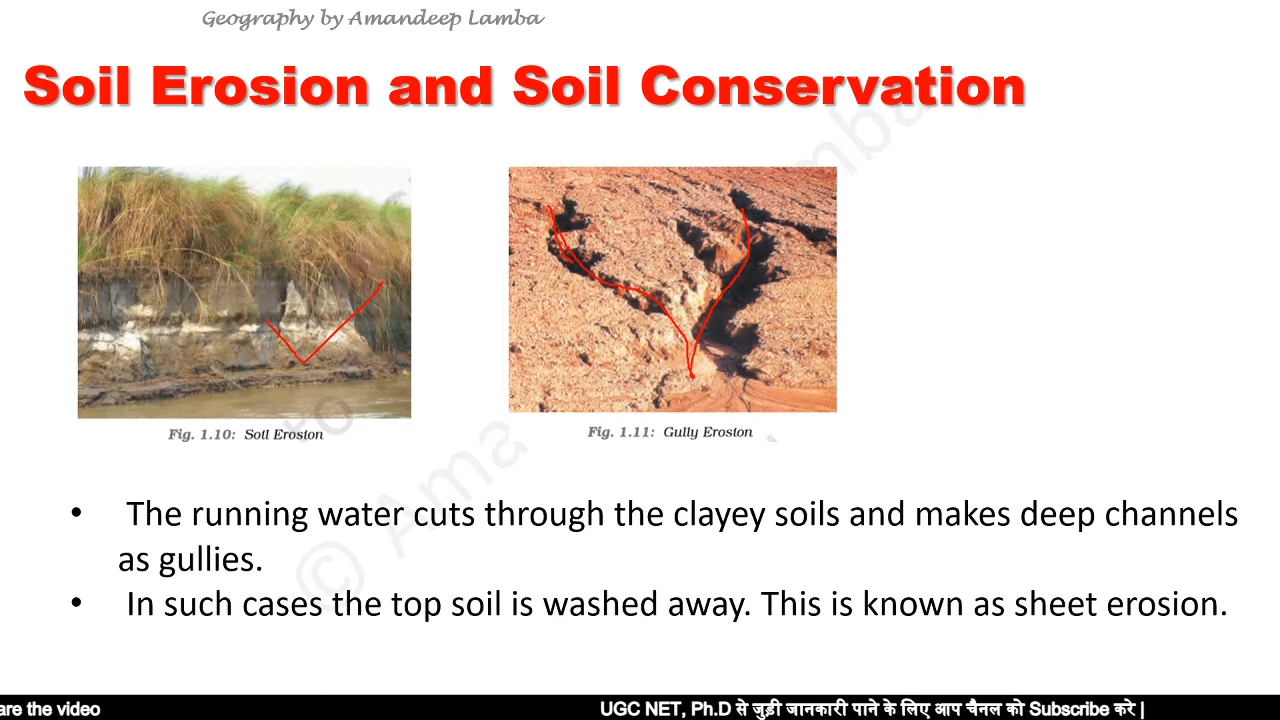 Geography by Amandeep Lamba
Soil Erosion and Soil Conservation
Fig. 1.10: Soil Erosion
Fig. 1.11: Gully Erosion
• The running water cuts through the clayey soils and makes deep channels
as gullies.
• In such cases the top soil is washed away. This is known as sheet erosion.
are the video
UGC NET, Ph.D से जुड़ी जानकारी पाने के लिए आप चैनल को Subscribe करे |